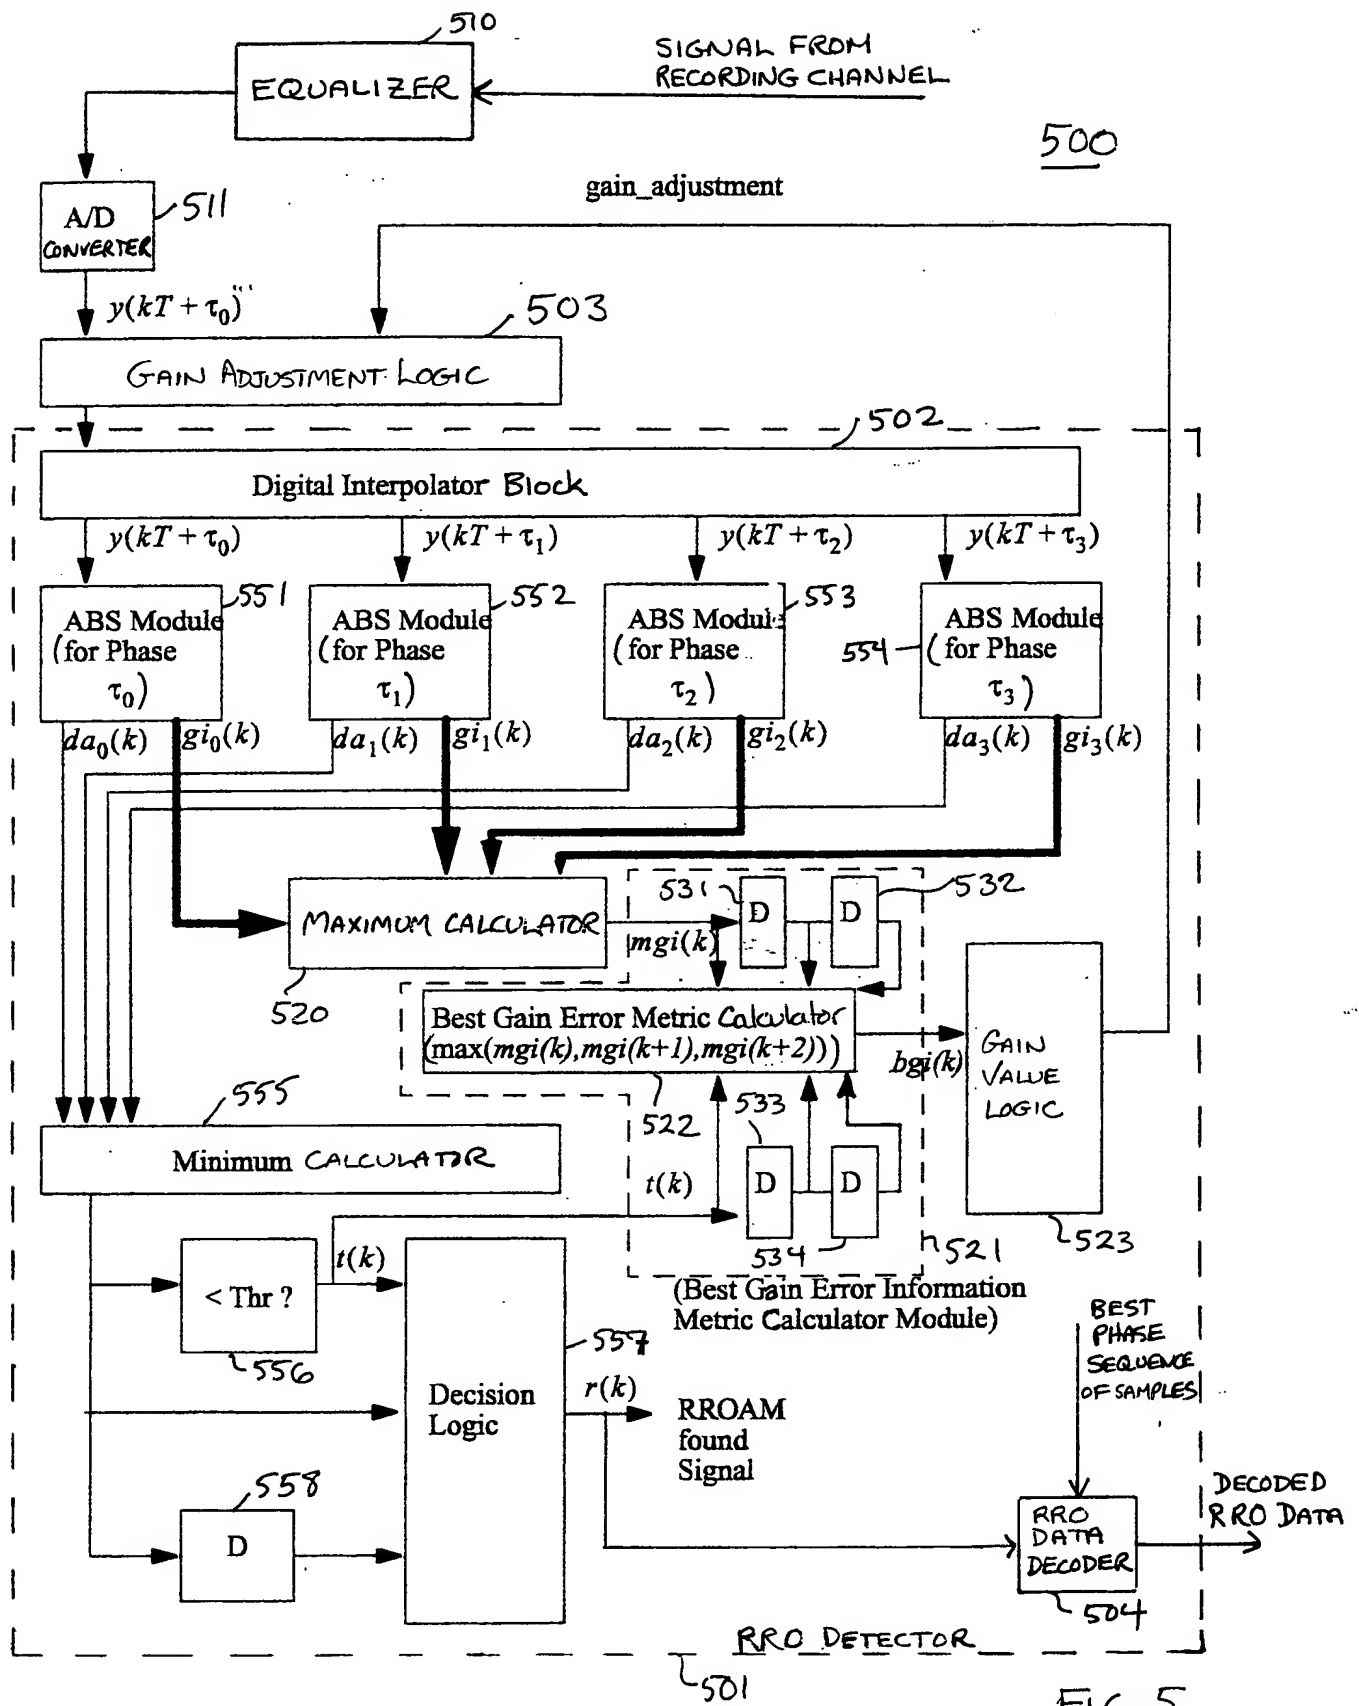 510
SIGNAL FROM
RECORDING CHANNEL
EQUALIZER
500
511
gain_adjustment
A/D
CONVERTER
y(kT + τ0)
503
GAIN ADJUSTMENT LOGIC
502
Digital Interpolator Block
y(kT + τ0) y(kT + τ1) y(kT + τ2) y(kT + τ3)
551 552 553
ABS Module ABS Module ABS Module ABS Module
(for Phase (for Phase (for Phase 554 (for Phase
τ0) τ1) τ2) τ3)
da0(k) gi0(k) da1(k) gi1(k) da2(k) gi2(k) da3(k) gi3(k)
531 532
MAXIMUM CALCULATOR D D
mgi(k)
520
Best Gain Error Metric Calculator
(max(mgi(k),mgi(k+1),mgi(k+2)))
bgi(k)
GAIN
VALUE
LOGIC
555
522 533
Minimum CALCULATOR
t(k) D D
534 521 523
t(k)
< Thr ?
(Best Gain Error Information
Metric Calculator Module)
556
557
BEST
PHASE
SEQUENCE
OF SAMPLES
Decision
Logic
r(k)
RROAM
found
Signal
558
D
RRO
DATA
DECODER
DECODED
RRO DATA
504
RRO DETECTOR
501
FIG. 5